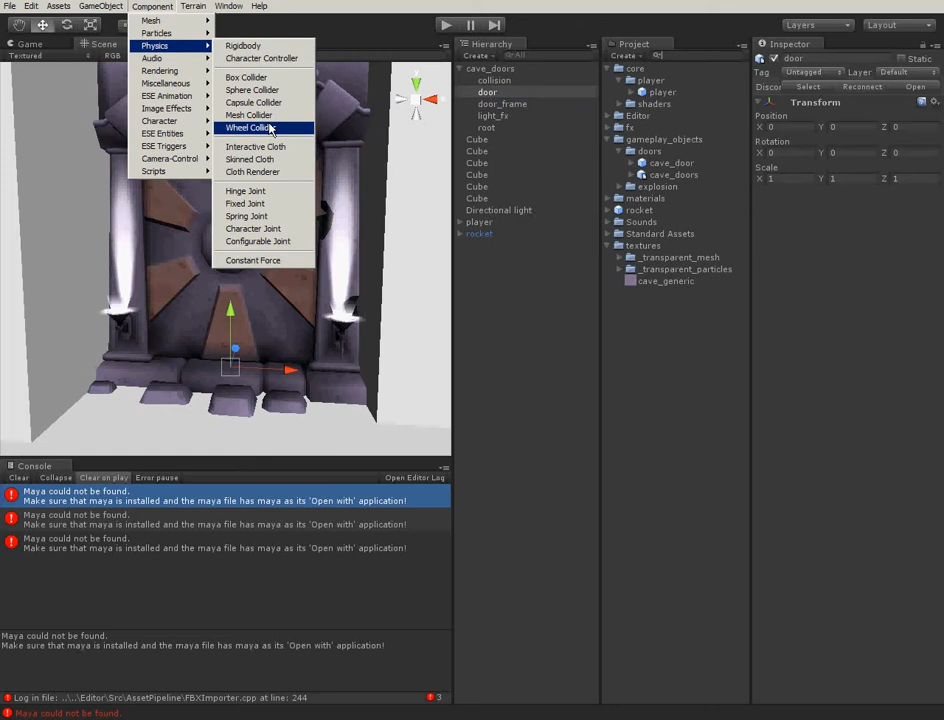 File Edit Assets GameObject Component Terrain Window Help
Layers Layout
Game Scene
Textured RGB
Mesh
Particles
Physics
Audio
Rendering
Miscellaneous
ESE Animation
Image Effects
Character
ESE Entities
ESE Triggers
Camera-Control
Scripts
Rigidbody
Character Controller
Box Collider
Sphere Collider
Capsule Collider
Mesh Collider
Wheel Collider
Interactive Cloth
Skinned Cloth
Cloth Renderer
Hinge Joint
Fixed Joint
Spring Joint
Character Joint
Configurable Joint
Constant Force
Hierarchy
Create All
cave_doors
collision
door
door_frame
light_fx
root
Cube
Cube
Cube
Cube
Cube
Cube
Directional light
player
rocket
Project
Create
core
player
player
shaders
Editor
fx
gameplay_objects
doors
cave_door
cave_doors
explosion
materials
rocket
Sounds
Standard Assets
textures
_transparent_mesh
_transparent_particles
cave_generic
Inspector
door Static
Tag Untagged Layer Default
Discor Select Reconnect Open
Transform
Position
X 0 Y 0 Z 0
Rotation
X 0 Y 0 Z 0
Scale
X 1 Y 1 Z 1
Console
Clear Collapse Clear on play Error pause Open Editor Log
Maya could not be found.
Make sure that maya is installed and the maya file has maya as its 'Open with' application!
Maya could not be found.
Make sure that maya is installed and the maya file has maya as its 'Open with' application!
Maya could not be found.
Make sure that maya is installed and the maya file has maya as its 'Open with' application!
Maya could not be found.
Make sure that maya is installed and the maya file has maya as its 'Open with' application!
Log in file: ..\..\Editor\Src\AssetPipeline\FBXImporter.cpp at line: 244
3
Maya could not be found.